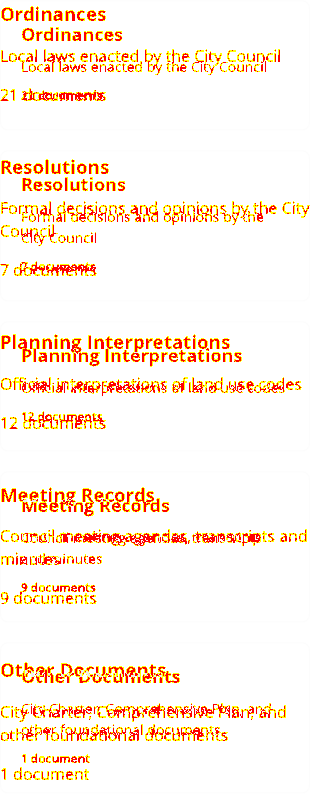 Ordinances
Ordinances
Local laws enacted by the City Council
Local laws enacted by the City Council
21 documents
21 documents
Resolutions
Resolutions
Formal decisions and opinions by the City
Formal decisions and opinions by the
Council
City Council
7 documents
7 documents
Planning Interpretations
Planning Interpretations
Official interpretations of land use codes
Official interpretations of land use codes
12 documents
12 documents
Meeting Records
Meeting Records
Council meeting agendas, transcripts and
minutes
minutes
9 documents
9 documents
Other Documents
Other Documents
City Charter, Comprehensive Plan, and
City Charter, Comprehensive Plan, and
other foundational documents
other foundational documents
1 document
1 document